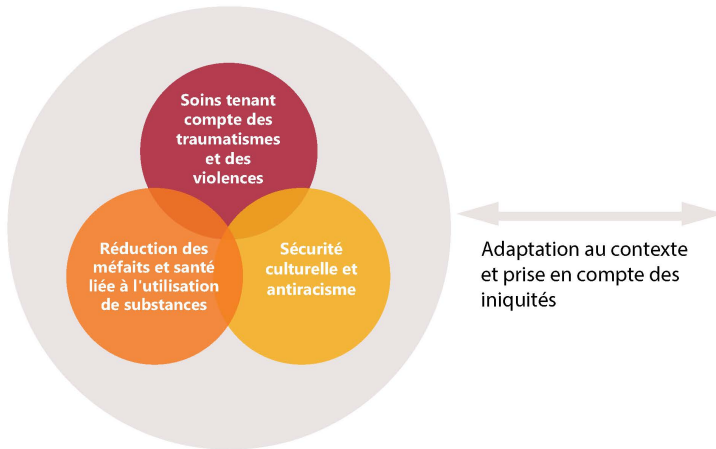 Soins tenant
compte des
traumatismes
et des
violences
Réduction des
méfaits et santé
liée à l'utilisation
de substances
Sécurité
culturelle et
antiracisme
Adaptation au contexte
et prise en compte des
iniquités